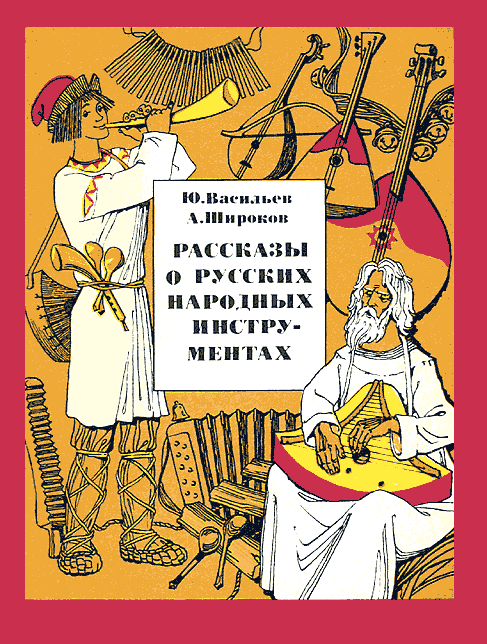 Ю.Васильев
А.Широков
РАССКАЗЫ
О РУССКИХ
НАРОДНЫХ
ИНСТРУ-
МЕНТАХ